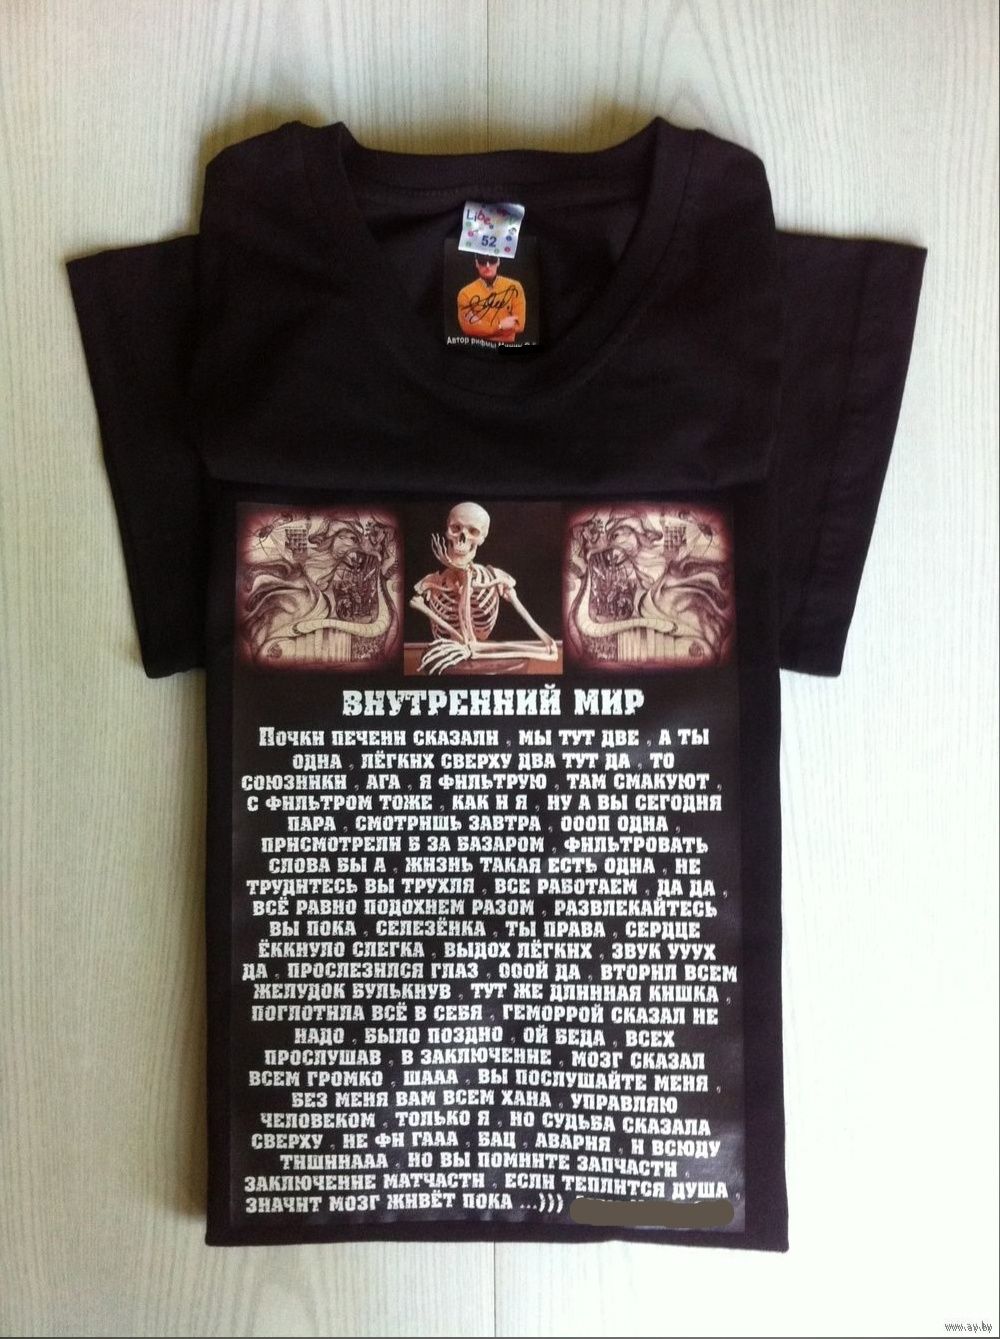 Liberty
52
Автор рифмы
ВНУТРЕННИЙ МИР
ПОЧКИ ПЕЧЕНИ СКАЗАЛИ , МЫ ТУТ ДВЕ , А ТЫ
ОДНА , ЛЁГКИХ СВЕРХУ ДВА ТУТ ДА , ТО
СОЮЗНИКИ , АГА , Я ФИЛЬТРУЮ , ТАМ СМАКУЮТ ,
С ФИЛЬТРОМ ТОЖЕ , КАК И Я , НУ А ВЫ СЕГОДНЯ
ПАРА , СМОТРИШЬ ЗАВТРА , ОООП ОДНА ,
ПРИСМОТРЕЛИ Б ЗА БАЗАРОМ , ФИЛЬТРОВАТЬ
СЛОВА БЫ А , ЖИЗНЬ ТАКАЯ ЕСТЬ ОДНА , НЕ
ТРУДИТЕСЬ ВЫ ТРУХЛЯ , ВСЕ РАБОТАЕМ , ДА ДА ,
ВСЁ РАВНО ПОДОХНЕМ РАЗОМ , РАЗВЛЕКАЙТЕСЬ
ВЫ ПОКА , СЕЛЕЗЁНКА , ТЫ ПРАВА , СЕРДЦЕ
ЁККНУЛО СЛЕГКА , ВЫДОХ ЛЁГКИХ , ЗВУК УУУХ
ДА , ПРОСЛЕЗИЛСЯ ГЛАЗ , ОООЙ ДА , ВТОРИЛ ВСЕМ
ЖЕЛУДОК БУЛЬКНУВ , ТУТ ЖЕ ДЛИННАЯ КИШКА ,
ПОГЛОТИЛА ВСЁ В СЕБЯ , ГЕМОРРОЙ СКАЗАЛ НЕ
НАДО , БЫЛО ПОЗДНО , ОЙ БЕДА , ВСЕХ
ПРОСЛУШАВ , В ЗАКЛЮЧЕНИЕ , МОЗГ СКАЗАЛ
ВСЕМ ГРОМКО , ШААА , ВЫ ПОСЛУШАЙТЕ МЕНЯ ,
БЕЗ МЕНЯ ВАМ ВСЕМ ХАНА , УПРАВЛЯЮ
ЧЕЛОВЕКОМ , ТОЛЬКО Я , НО СУДЬБА СКАЗАЛА
СВЕРХУ , НЕ ФИ ГААА , БАЦ , АВАРИЯ , И ВСЮДУ
ТИШИНААА , НО ВЫ ПОМНИТЕ ЗАПЧАСТИ ,
ЗАКЛЮЧЕНИЕ МАТЧАСТИ , ЕСЛИ ТЕПЛИТСЯ ДУША ,
ЗНАЧИТ МОЗГ ЖИВЁТ ПОКА ...)))
www.ay.by